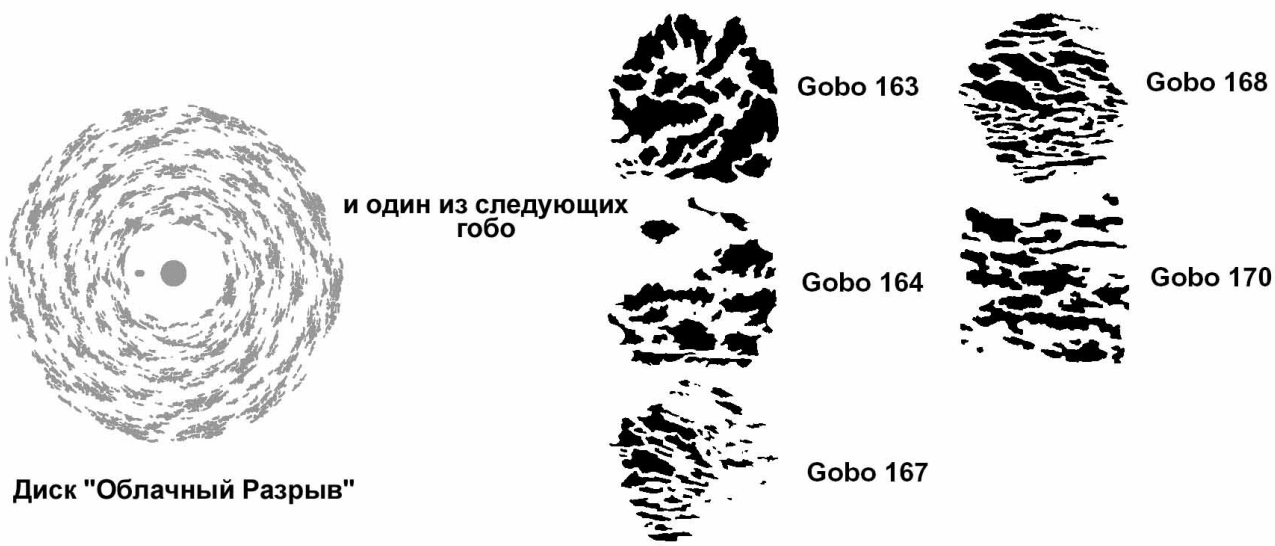 Gobo 163
Gobo 168
и один из следующих
гобо
Gobo 164
Gobo 170
Gobo 167
Диск "Облачный Разрыв"